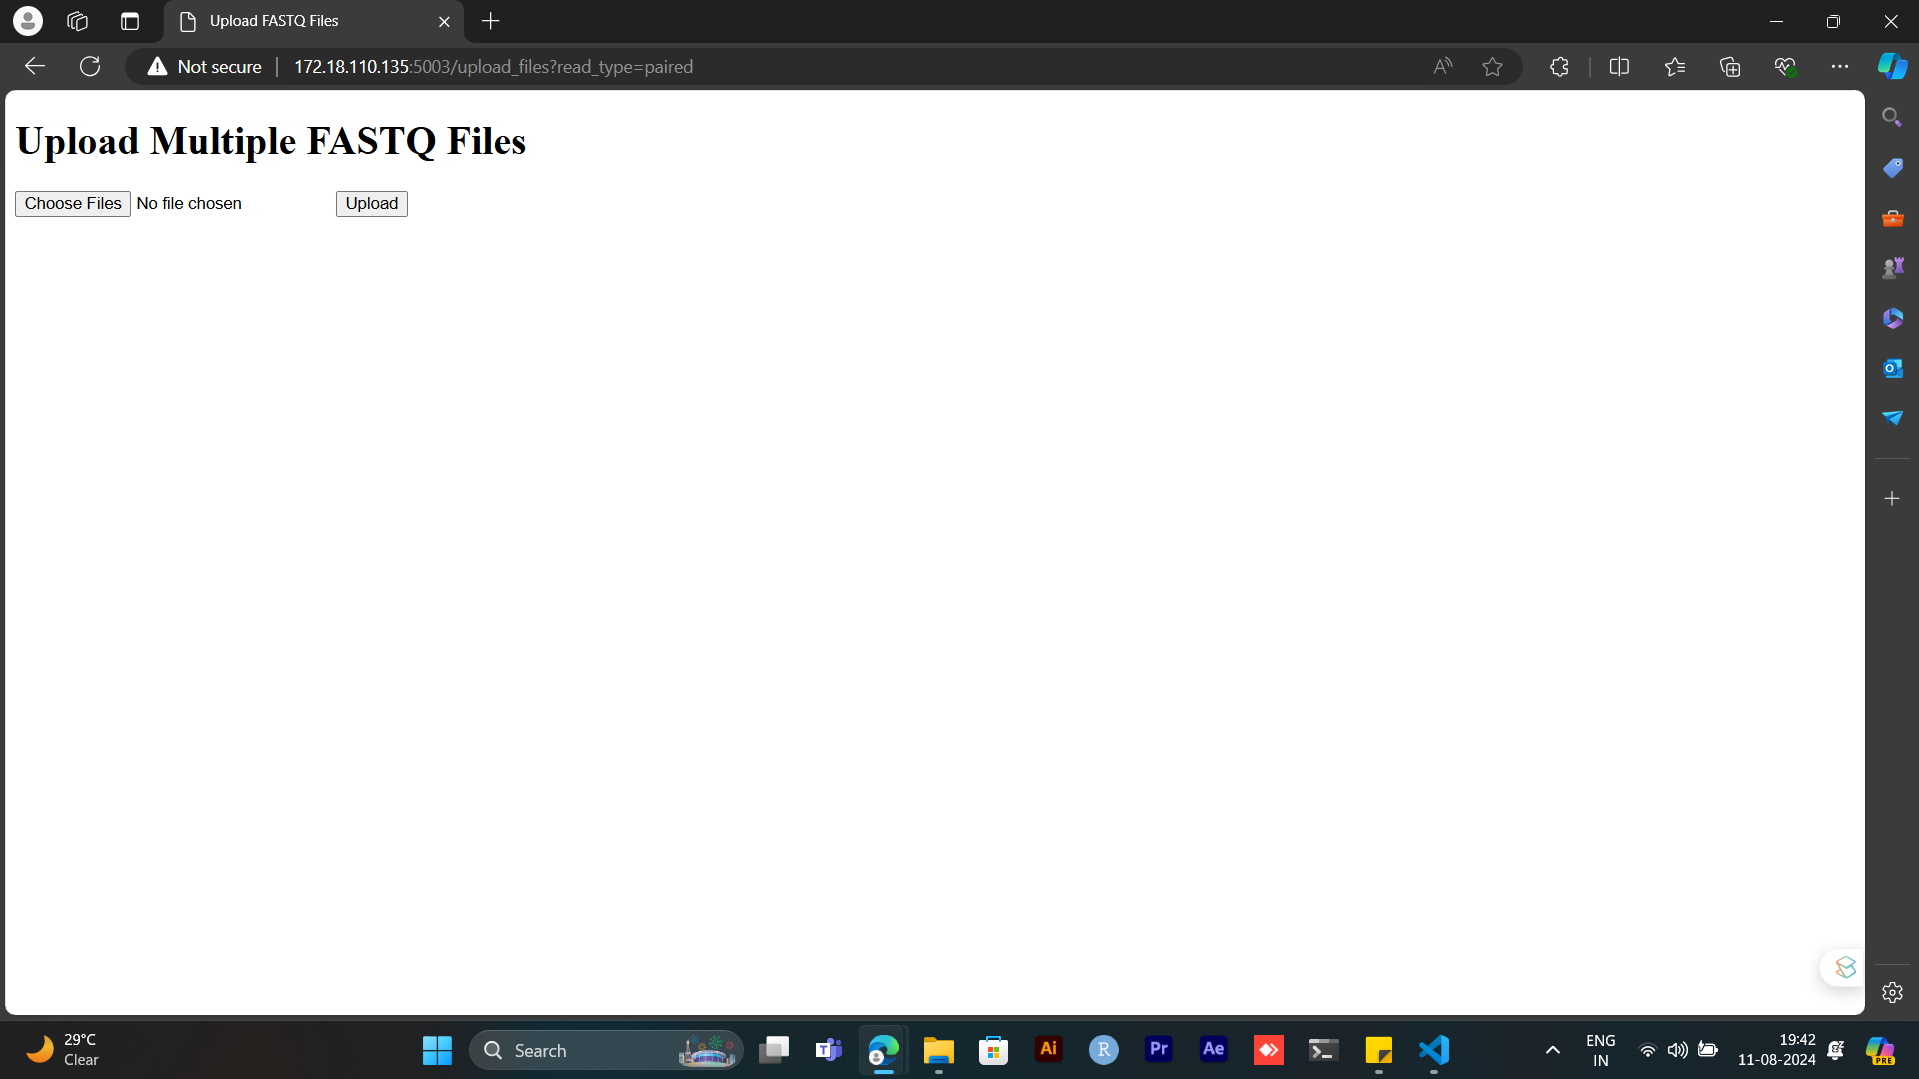 Upload FASTQ Files
Not secure
172.18.110.135:5003/upload_files?read_type=paired
Upload Multiple FASTQ Files
Choose Files No file chosen Upload
29°C
Clear
Search
Ai
R
Pr
Ae
ENG
IN
19:42
11-08-2024
PRE